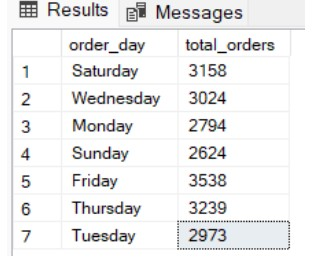 Results Messages
order_day total_orders
1 Saturday 3158
2 Wednesday 3024
3 Monday 2794
4 Sunday 2624
5 Friday 3538
6 Thursday 3239
7 Tuesday 2973